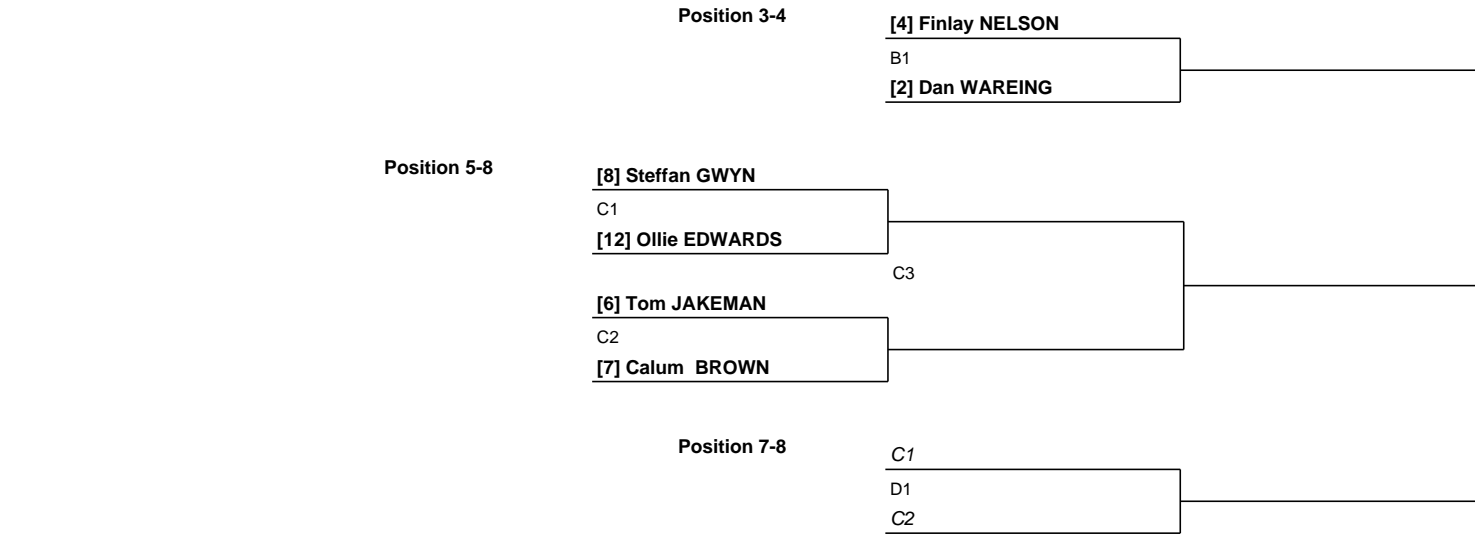 Position 3-4
[4] Finlay NELSON
B1
[2] Dan WAREING
Position 5-8
[8] Steffan GWYN
C1
[12] Ollie EDWARDS
C3
[6] Tom JAKEMAN
C2
[7] Calum  BROWN
Position 7-8
C1
D1
C2